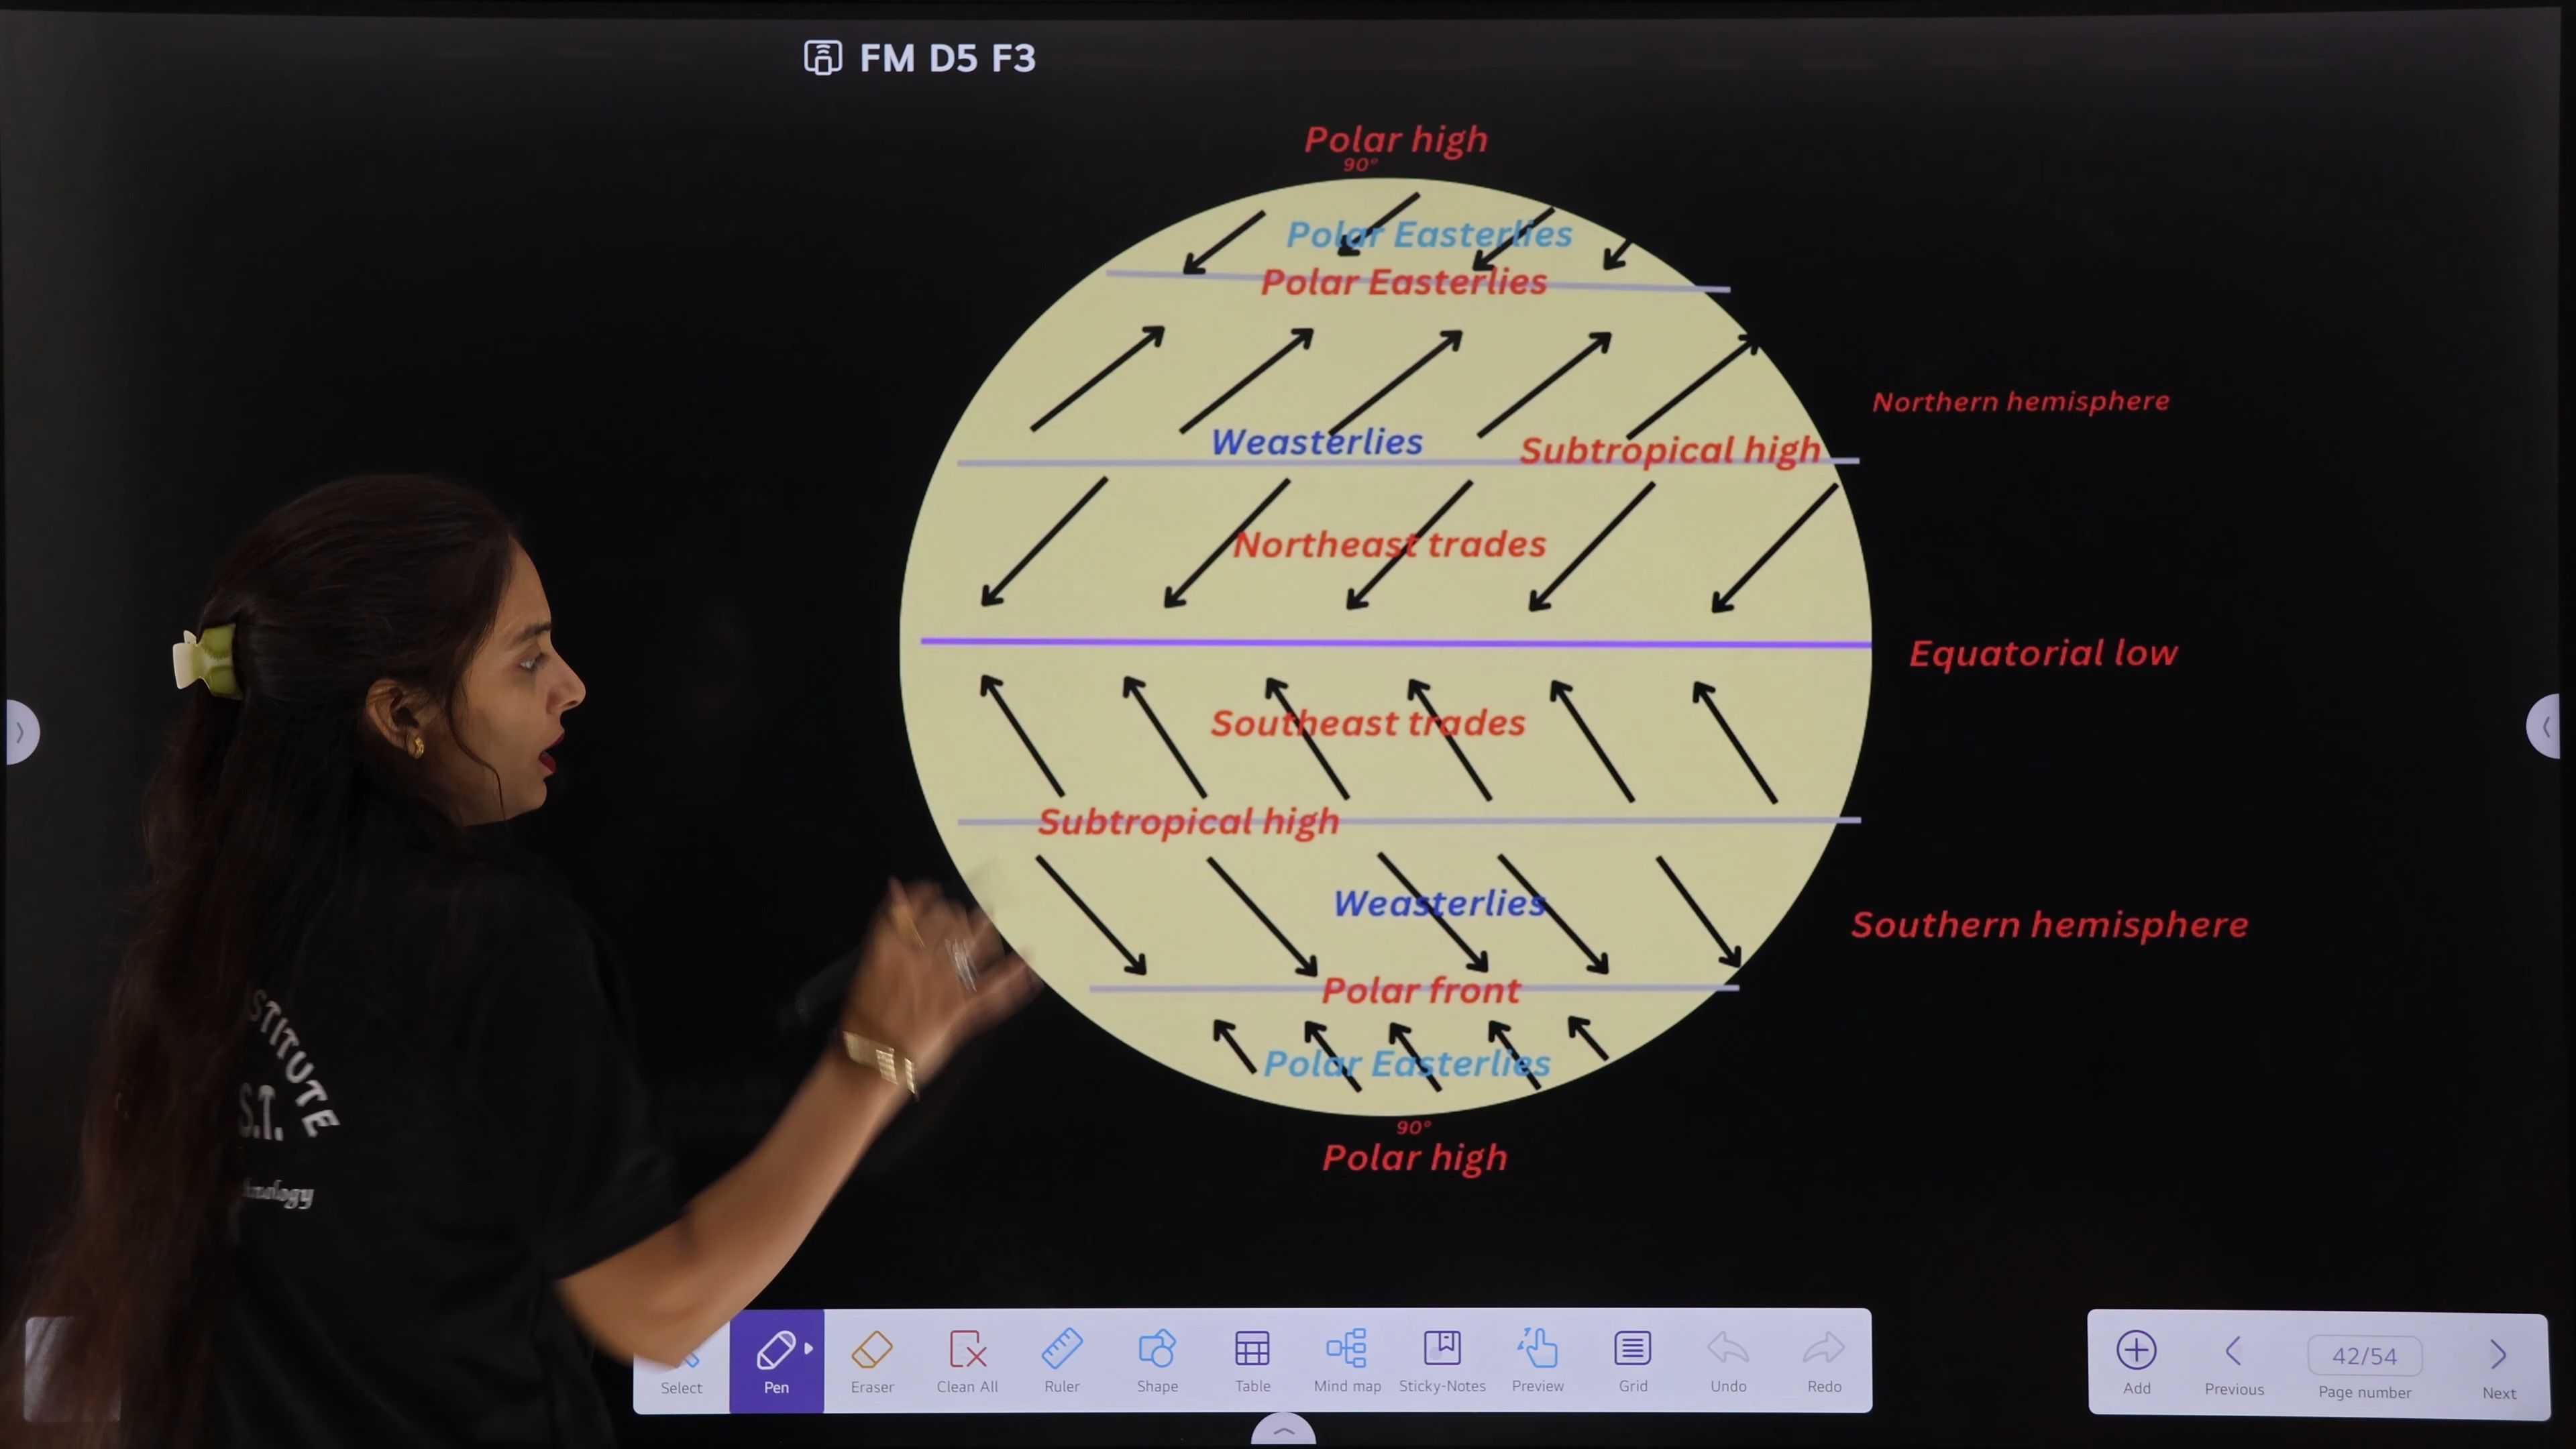 FM D5 F3
Polar high
90°
Polar Easterlies
Polar Easterlies
Northern hemisphere
Weasterlies
Subtropical high
Northeast trades
Equatorial low
Southeast trades
Subtropical high
Weasterlies
Southern hemisphere
Polar front
Polar Easterlies
90°
Polar high
STITUTE
S.T.
Select
Pen
Eraser
Clean All
Ruler
Shape
Table
Mind map
Sticky-Notes
Preview
Grid
Undo
Redo
Add
Previous
42/54
Page number
Next